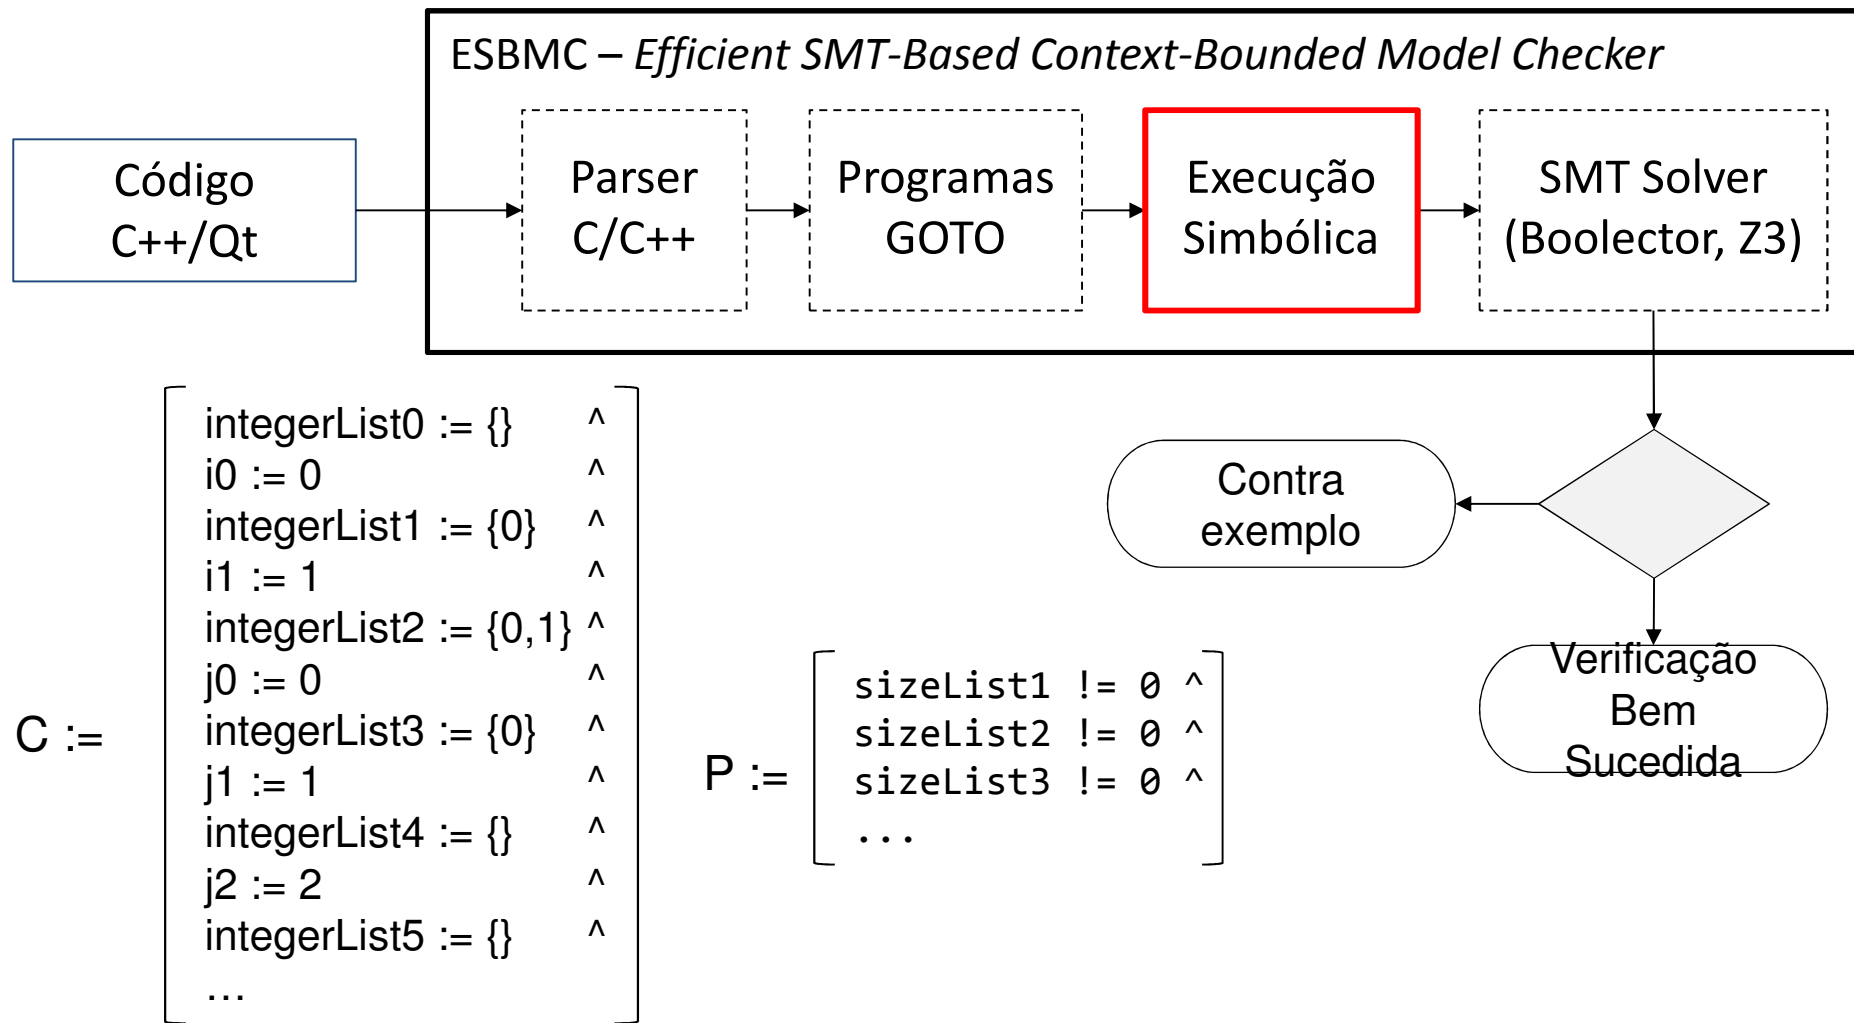 ESBMC – Efficient SMT-Based Context-Bounded Model Checker
Código
C++/Qt
Parser
C/C++
Programas
GOTO
Execução
Simbólica
SMT Solver
(Boolector, Z3)
Contra
exemplo
Verificação
Bem
Sucedida
C :=
integerList0 := {} ^
i0 := 0 ^
integerList1 := {0} ^
i1 := 1 ^
integerList2 := {0,1} ^
j0 := 0 ^
integerList3 := {0} ^
j1 := 1 ^
integerList4 := {} ^
j2 := 2 ^
integerList5 := {} ^
…
P :=
sizeList1 != 0 ^
sizeList2 != 0 ^
sizeList3 != 0 ^
...